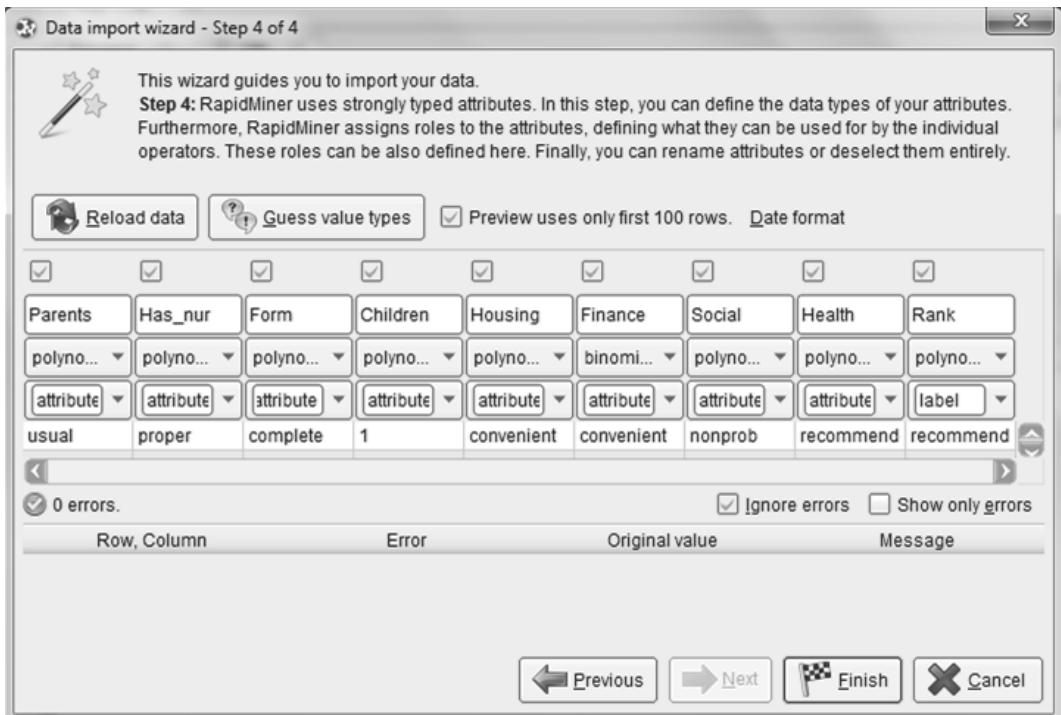 Data import wizard - Step 4 of 4
x
This wizard guides you to import your data.
Step 4: RapidMiner uses strongly typed attributes. In this step, you can define the data types of your attributes.
Furthermore, RapidMiner assigns roles to the attributes, defining what they can be used for by the individual
operators. These roles can be also defined here. Finally, you can rename attributes or deselect them entirely.
Reload data Guess value types Preview uses only first 100 rows. Date format
Parents Has_nur Form Children Housing Finance Social Health Rank
polyno... polyno... polyno... polyno... polyno... binomi... polyno... polyno... polyno...
attribute attribute attribute attribute attribute attribute attribute attribute label
usual proper complete 1 convenient convenient nonprob recommend recommend
0 errors. Ignore errors Show only errors
Row, Column Error Original value Message
Previous Next Finish Cancel